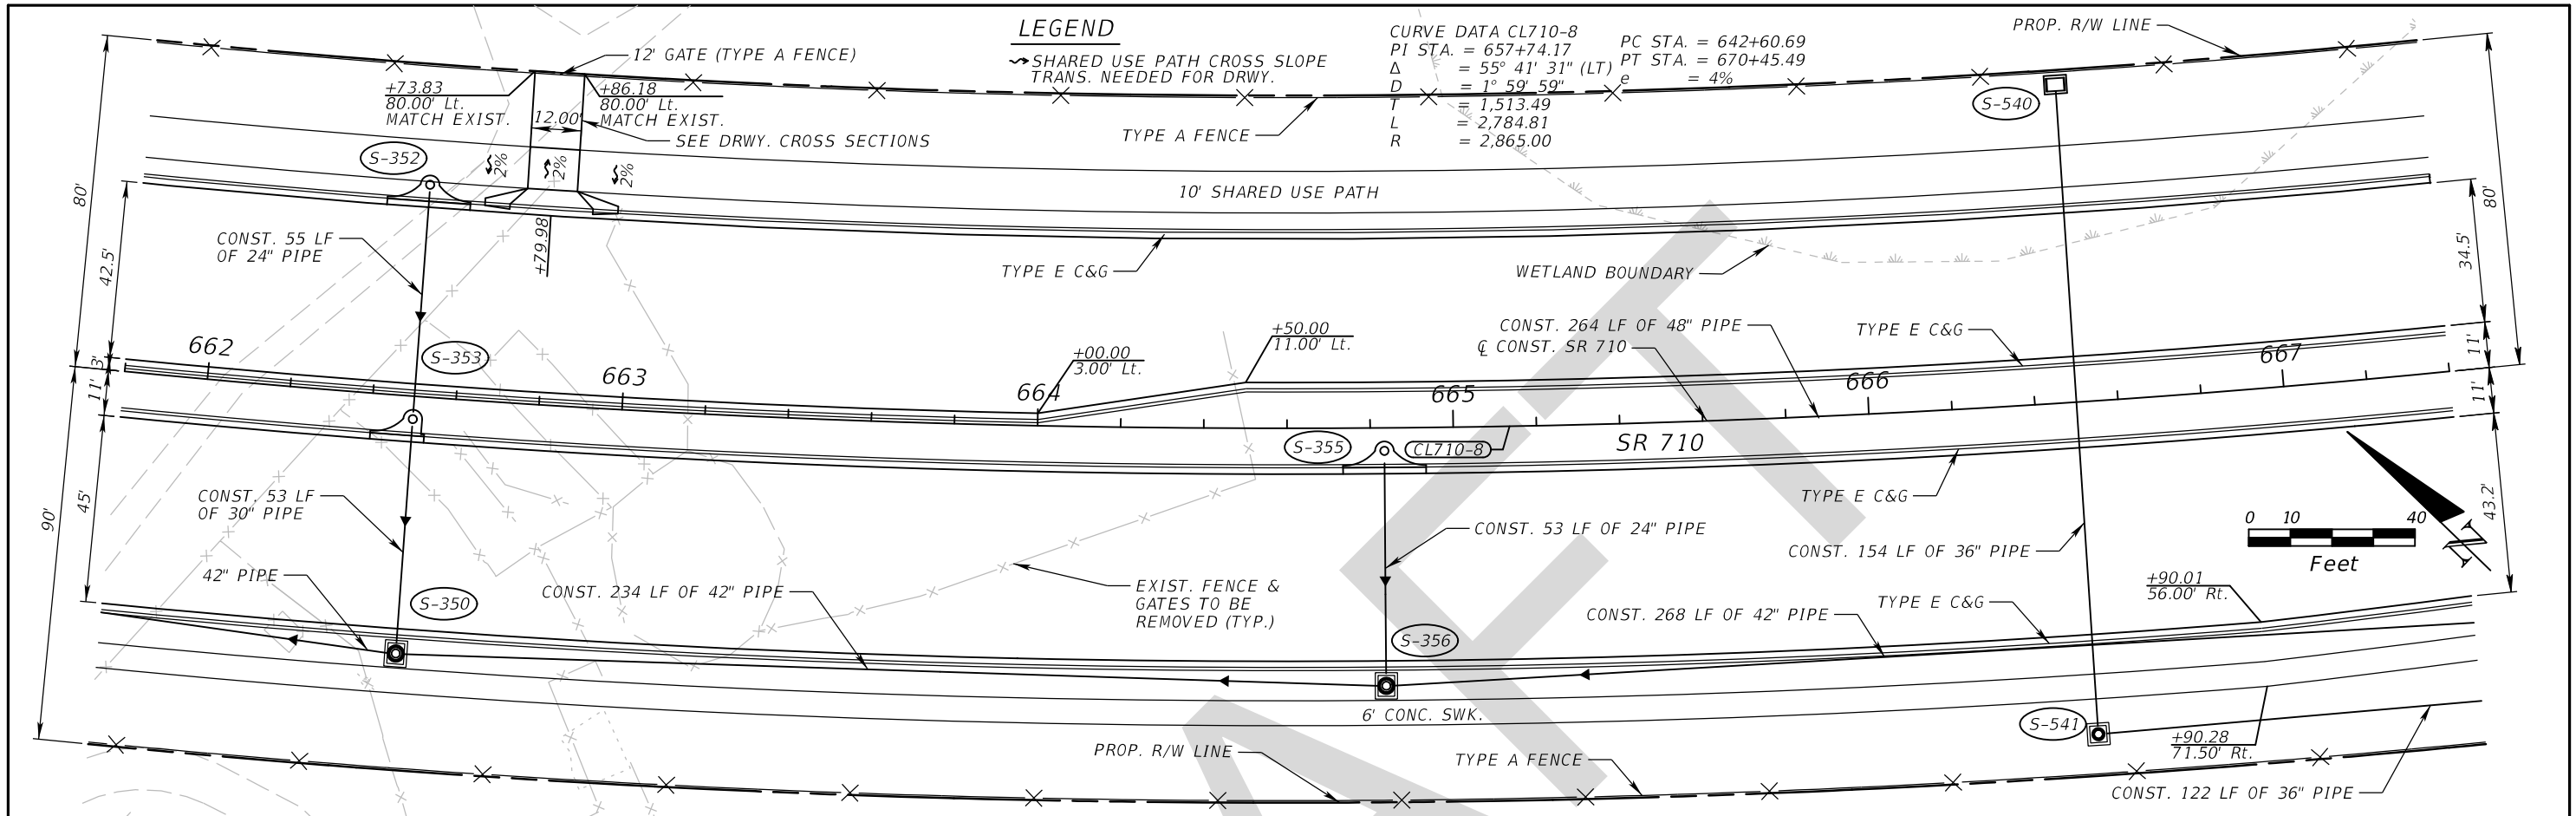 LEGEND
SHARED USE PATH CROSS SLOPE
TRANS. NEEDED FOR DRWY.
CURVE DATA CL710-8
PI STA. = 657+74.17
Δ = 55° 41' 31" (LT)
D = 1° 59' 59"
T = 1,513.49
L = 2,784.81
R = 2,865.00
PC STA. = 642+60.69
PT STA. = 670+45.49
e = 4%
PROP. R/W LINE
12' GATE (TYPE A FENCE)
+73.83
80.00' Lt.
MATCH EXIST.
+86.18
80.00' Lt.
MATCH EXIST.
12.00'
SEE DRWY. CROSS SECTIONS
TYPE A FENCE
S-540
S-352
2%
2%
2%
10' SHARED USE PATH
80'
80'
42.5'
34.5'
CONST. 55 LF
OF 24" PIPE
+79.98
TYPE E C&G
WETLAND BOUNDARY
662
S-353
663
+00.00
3.00' Lt.
664
+50.00
11.00' Lt.
CONST. 264 LF OF 48" PIPE
℄ CONST. SR 710
TYPE E C&G
665
666
667
3'
11'
11'
11'
S-355
CL710-8
SR 710
TYPE E C&G
CONST. 53 LF
OF 30" PIPE
45'
90'
43.2'
CONST. 53 LF OF 24" PIPE
CONST. 154 LF OF 36" PIPE
0 10 40
Feet
N
42" PIPE
S-350
CONST. 234 LF OF 42" PIPE
EXIST. FENCE &
GATES TO BE
REMOVED (TYP.)
S-356
CONST. 268 LF OF 42" PIPE
TYPE E C&G
+90.01
56.00' Rt.
6' CONC. SWK.
S-541
+90.28
71.50' Rt.
PROP. R/W LINE
TYPE A FENCE
CONST. 122 LF OF 36" PIPE